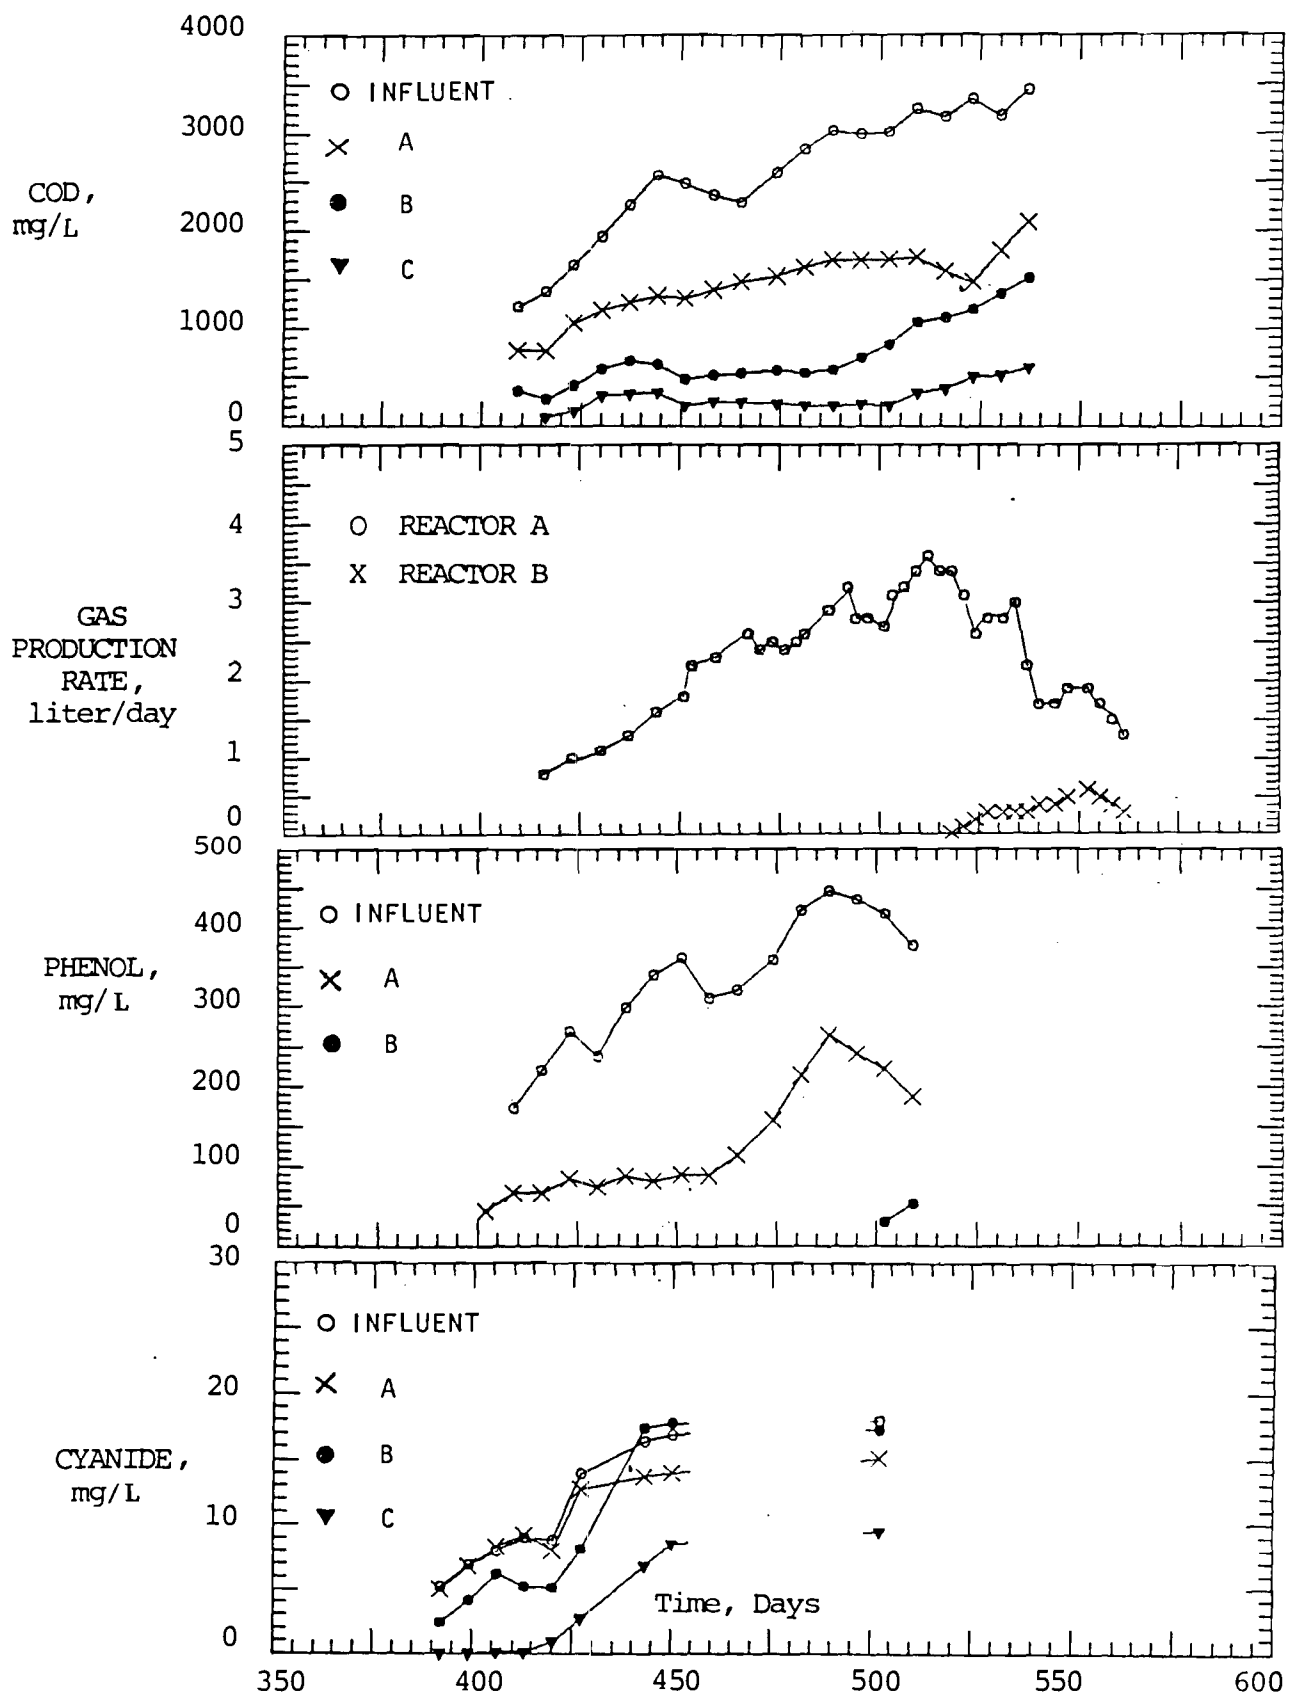 4000
3000
2000
1000
0
COD,
mg/L
O INFLUENT
X A
● B
▼ C
5
4
3
2
1
0
GAS
PRODUCTION
RATE,
liter/day
O REACTOR A
X REACTOR B
500
400
300
200
100
0
PHENOL,
mg/L
O INFLUENT
X A
● B
30
20
10
0
CYANIDE,
mg/L
O INFLUENT
X A
● B
▼ C
Time, Days
350 400 450 500 550 600